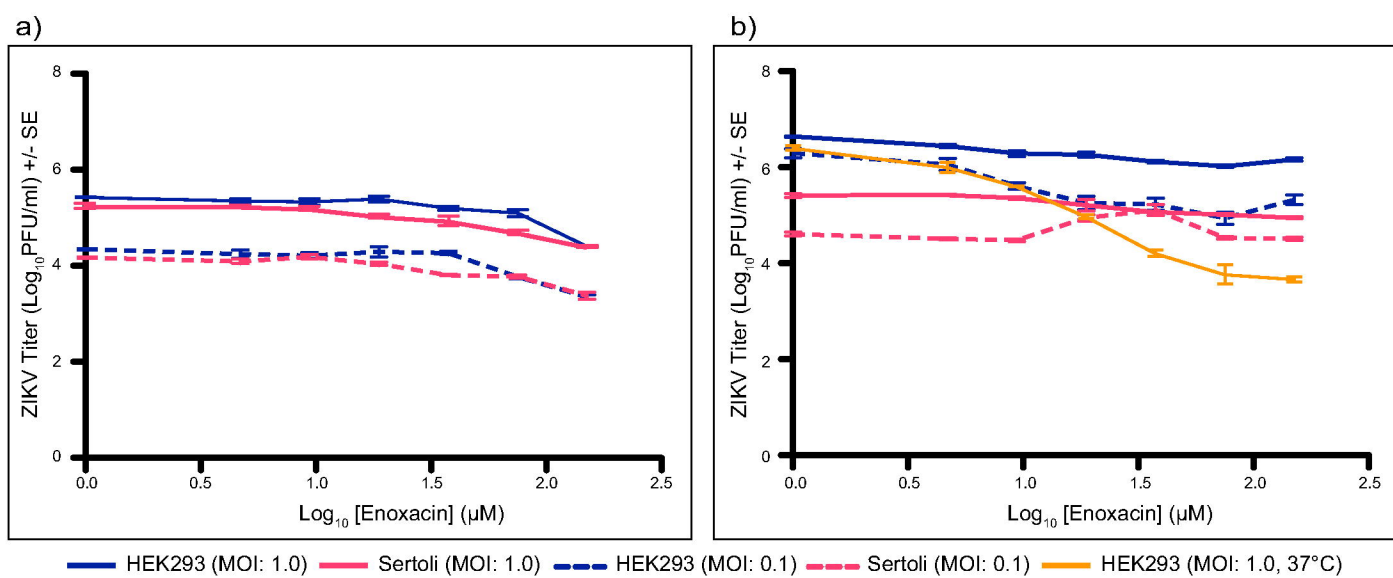 a)
ZIKV Titer (Log10PFU/ml) +/- SE
8
6
4
2
0
0.0 0.5 1.0 1.5 2.0 2.5
Log10 [Enoxacin] (µM)
b)
ZIKV Titer (Log10PFU/ml) +/- SE
8
6
4
2
0
0.0 0.5 1.0 1.5 2.0 2.5
Log10 [Enoxacin] (µM)
HEK293 (MOI: 1.0) Sertoli (MOI: 1.0) HEK293 (MOI: 0.1) Sertoli (MOI: 0.1) HEK293 (MOI: 1.0, 37°C)